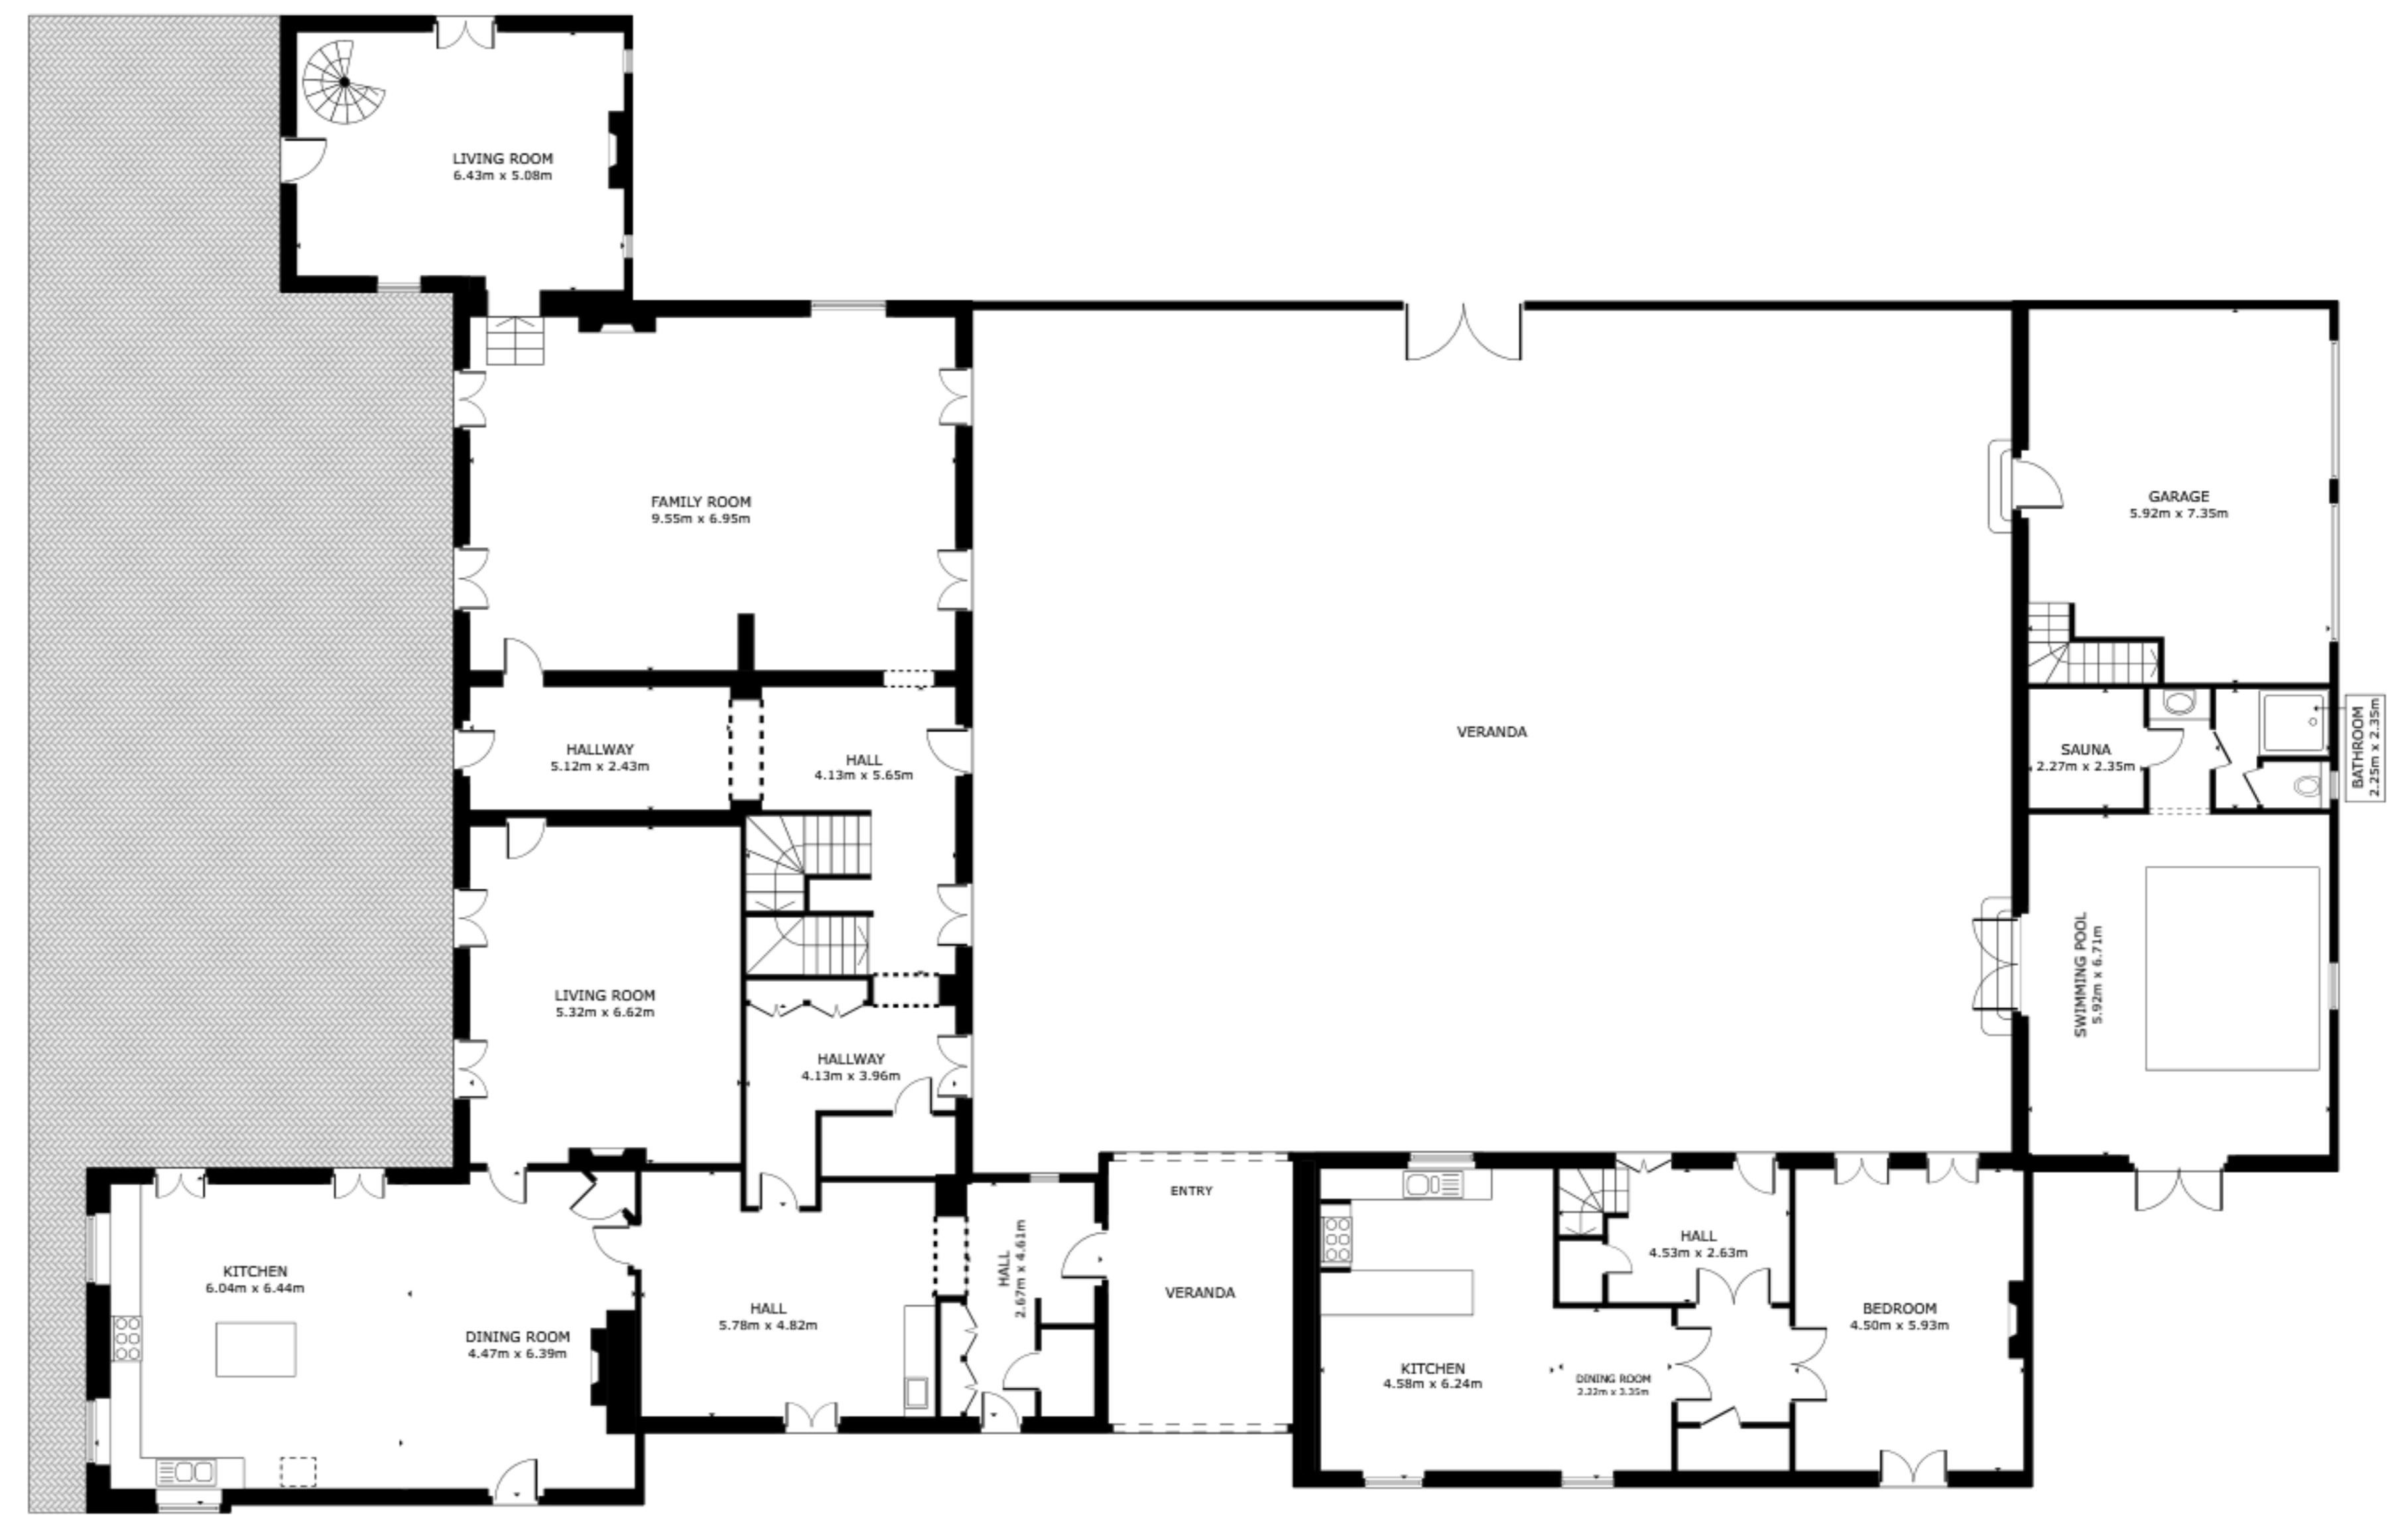 LIVING ROOM
6.43m x 5.08m
FAMILY ROOM
9.55m x 6.95m
GARAGE
5.92m x 7.35m
VERANDA
HALLWAY
5.12m x 2.43m
HALL
4.13m x 5.65m
SAUNA
2.27m x 2.35m
BATHROOM
2.25m x 2.35m
SWIMMING POOL
5.92m x 6.71m
LIVING ROOM
5.32m x 6.62m
HALLWAY
4.13m x 3.96m
ENTRY
KITCHEN
6.04m x 6.44m
DINING ROOM
4.47m x 6.39m
HALL
5.78m x 4.82m
HALL
2.67m x 4.61m
VERANDA
HALL
4.53m x 2.63m
KITCHEN
4.58m x 6.24m
DINING ROOM
2.22m x 3.35m
BEDROOM
4.50m x 5.93m